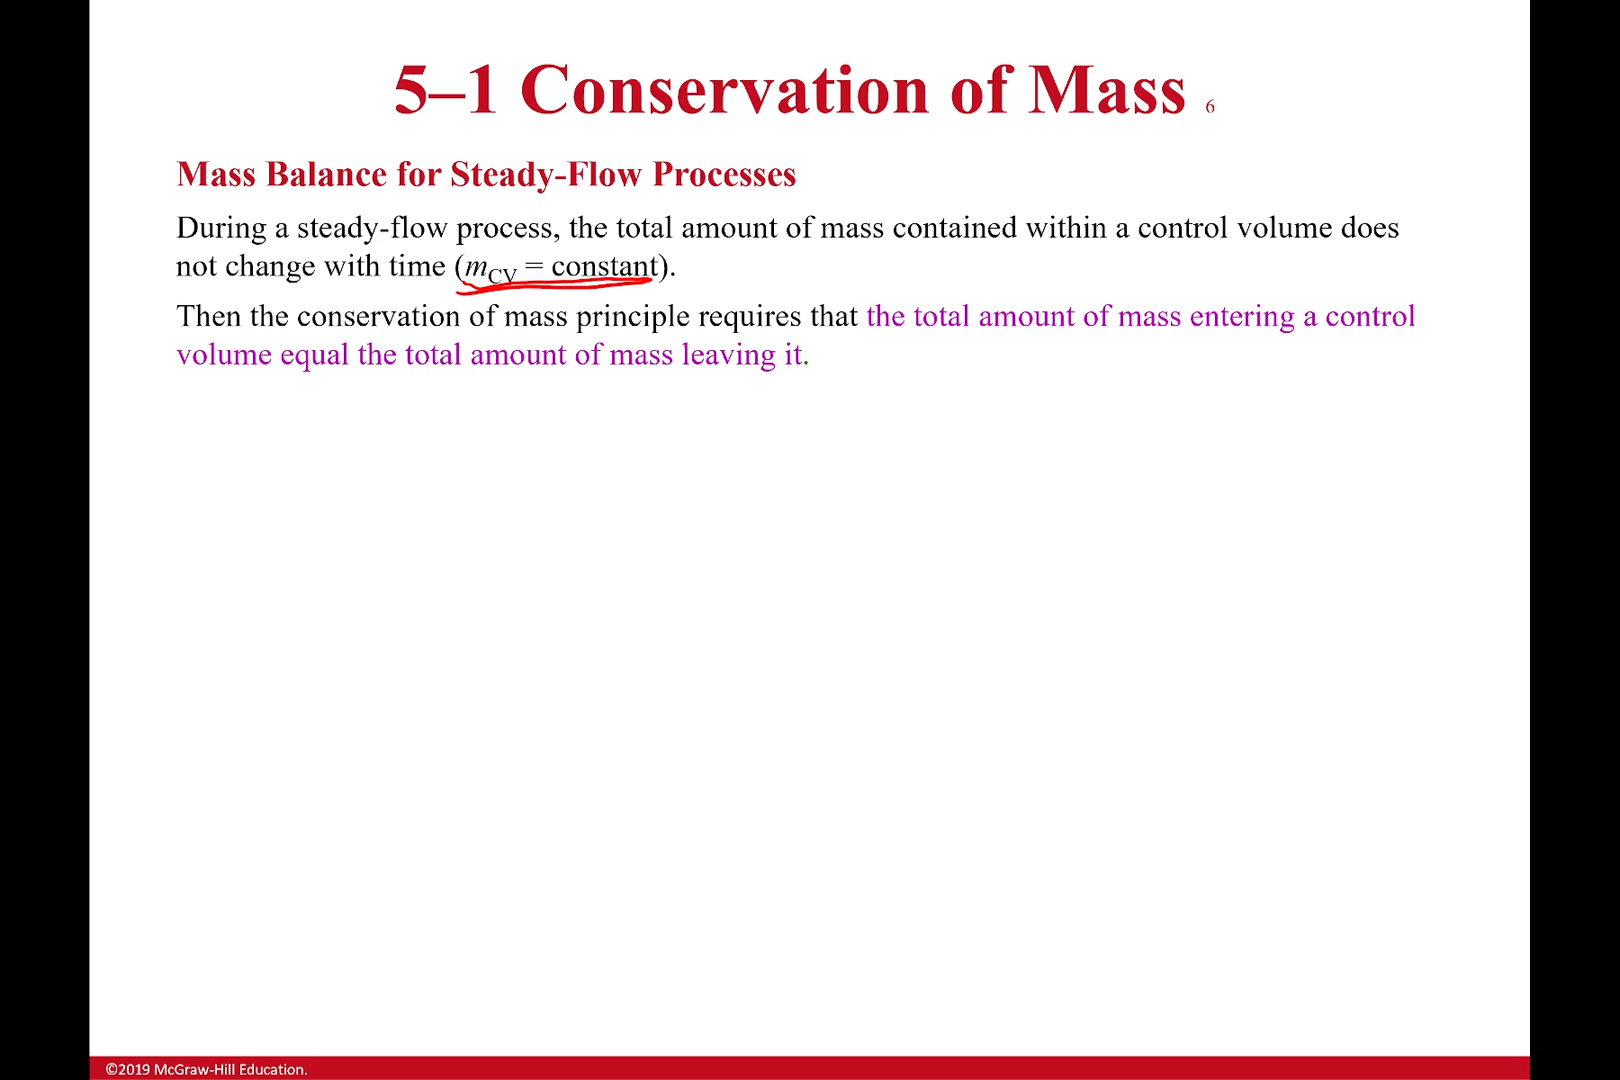 5–1 Conservation of Mass 6
Mass Balance for Steady-Flow Processes
During a steady-flow process, the total amount of mass contained within a control volume does
not change with time (mCV = constant).
Then the conservation of mass principle requires that the total amount of mass entering a control
volume equal the total amount of mass leaving it.
©2019 McGraw-Hill Education.